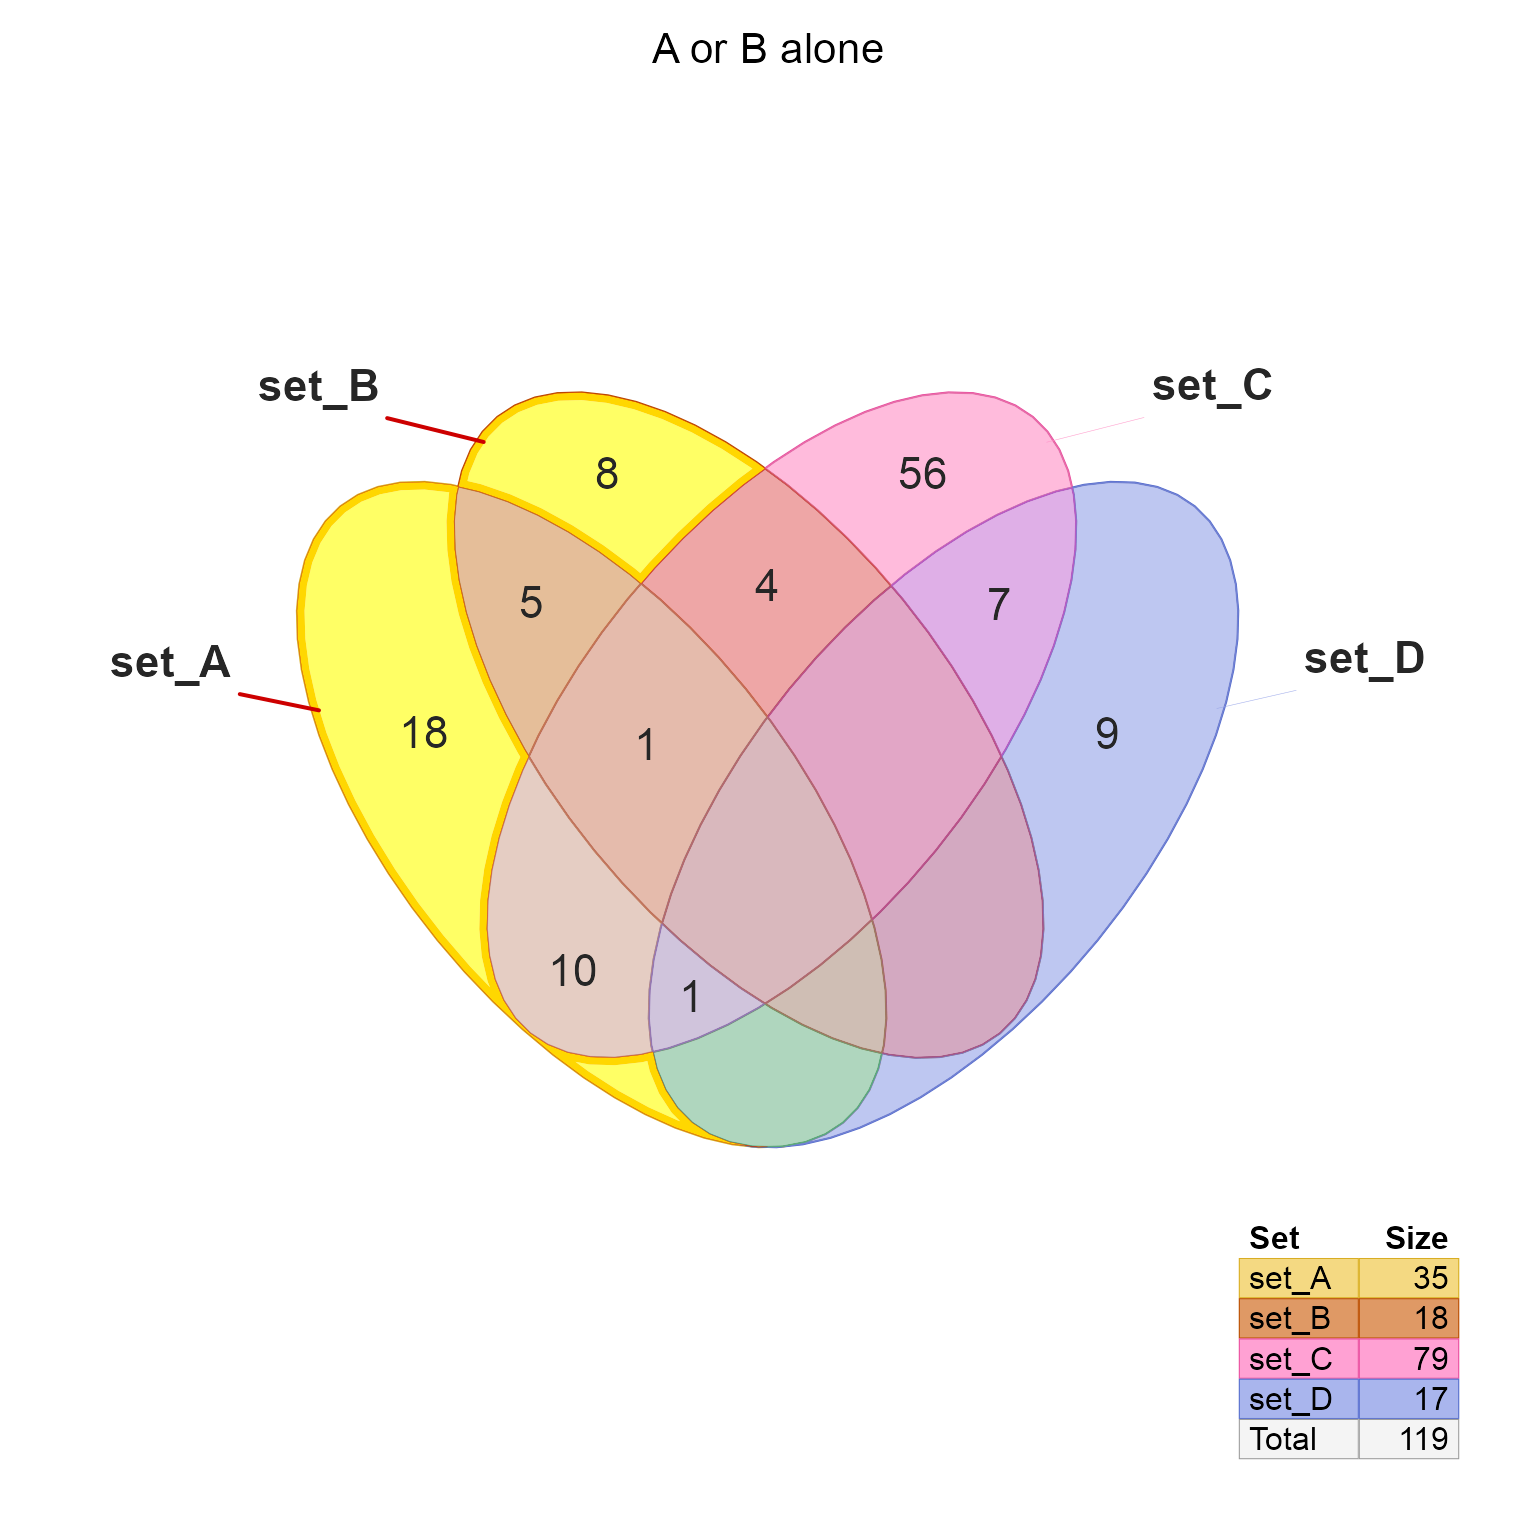 A or B alone
set_B
set_C
8
56
5
4
7
set_A
set_D
18
1
9
10
1
Set Size
set_A 35
set_B 18
set_C 79
set_D 17
Total 119